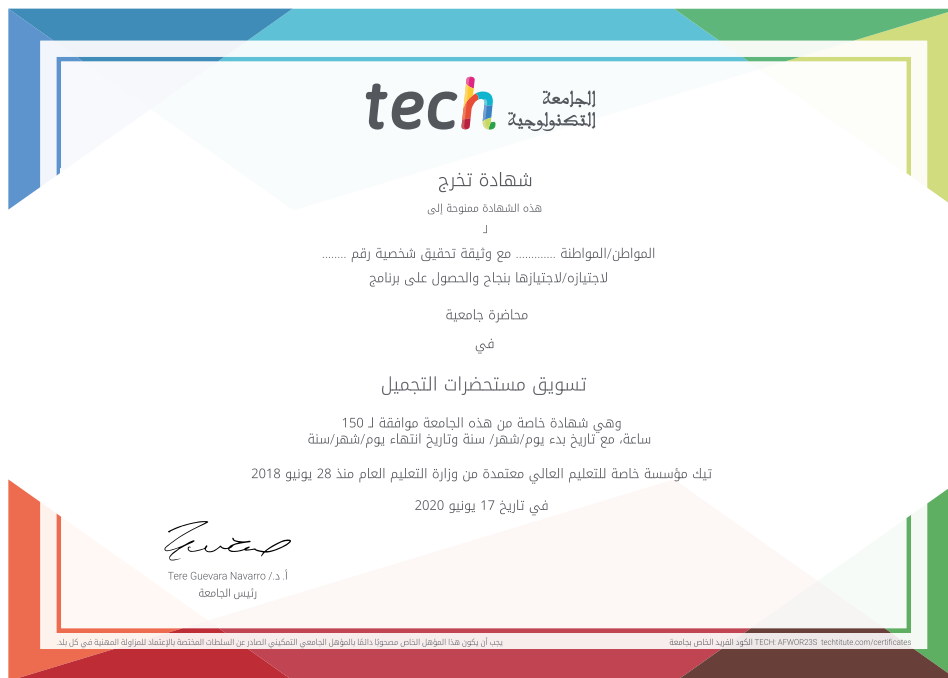 tech الجامعة
التكنولوجية
شهادة تخرج
هذه الشهادة ممنوحة إلى
لـ
المواطن/المواطنة ............. مع وثيقة تحقيق شخصية رقم ........
لاجتيازه/لاجتيازها بنجاح والحصول على برنامج
محاضرة جامعية
في
تسويق مستحضرات التجميل
وهي شهادة خاصة من هذه الجامعة موافقة لـ 150
ساعة، مع تاريخ بدء يوم/شهر/ سنة وتاريخ انتهاء يوم/شهر/سنة
تيك مؤسسة خاصة للتعليم العالي معتمدة من وزارة التعليم العام منذ 28 يونيو 2018
في تاريخ 17 يونيو 2020
أ. د./ Tere Guevara Navarro
رئيس الجامعة
يجب أن يكون هذا المؤهل الخاص مصحوبًا دائمًا بالمؤهل الجامعي التمكيني الصادر عن السلطات المختصة بالإعتماد للمزاولة المهنية في كل بلد.
الكود الفريد الخاص بجامعة TECH: AFWOR23S techtitute.com/certificates